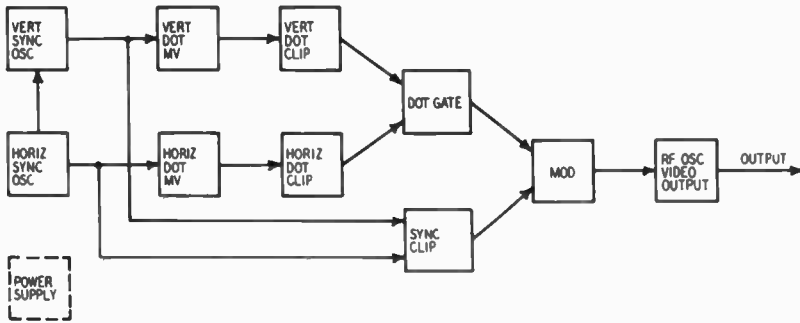 VERT
SYNC
OSC
VERT
DOT
MV
VERT
DOT
CLIP
DOT GATE
HORIZ
SYNC
OSC
HORIZ
DOT
MV
HORIZ
DOT
CLIP
MOD
RF OSC
VIDEO
OUTPUT
OUTPUT
SYNC
CLIP
POWER
SUPPLY